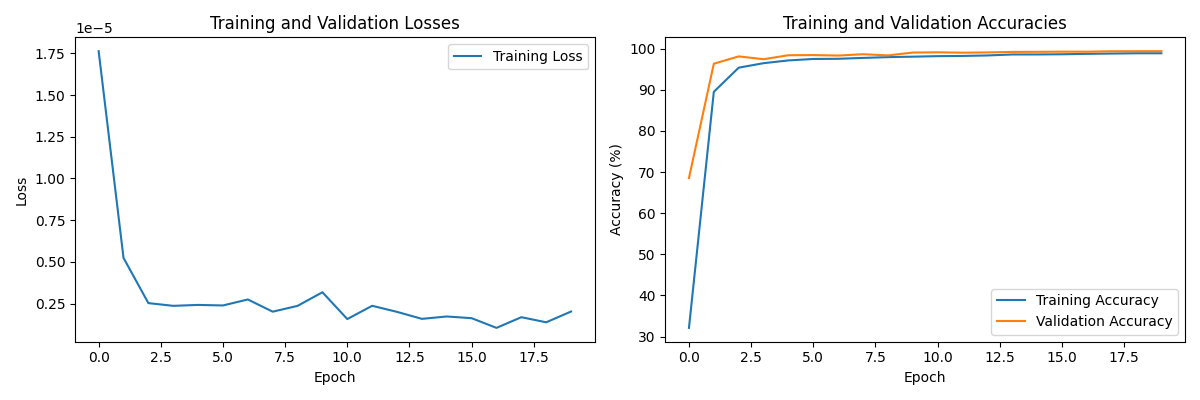 Training and Validation Losses
1e−5
Training Loss
1.75
1.50
1.25
1.00
0.75
0.50
0.25
Loss
0.0 2.5 5.0 7.5 10.0 12.5 15.0 17.5
Epoch
Training and Validation Accuracies
100
90
80
70
60
50
40
30
Accuracy (%)
Training Accuracy
Validation Accuracy
0.0 2.5 5.0 7.5 10.0 12.5 15.0 17.5
Epoch